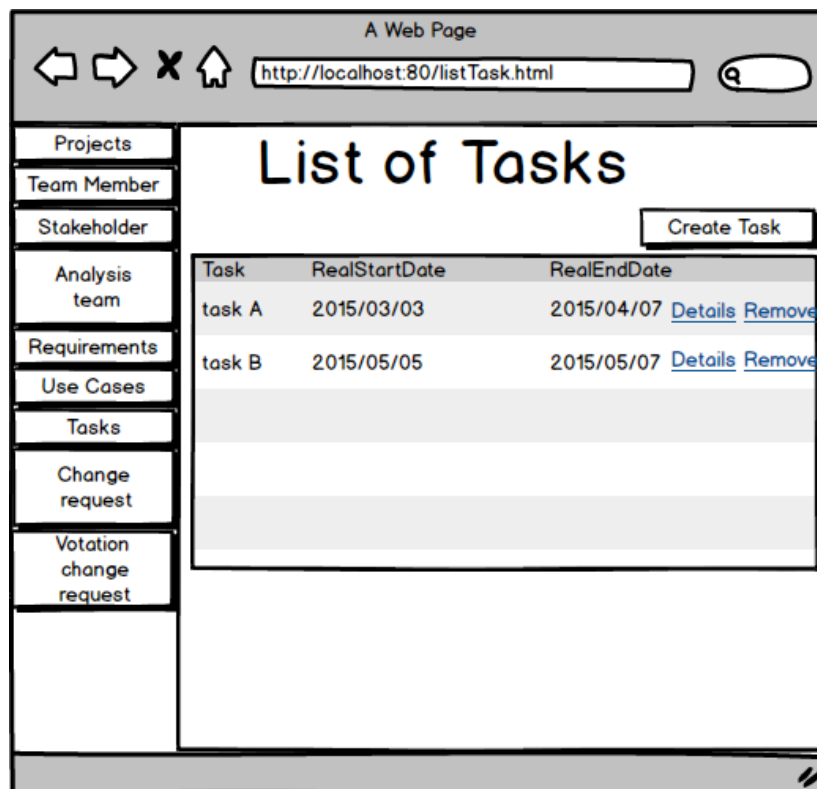 A Web Page
http://localhost:80/listTask.html
Projects
Team Member
Stakeholder
Analysis
team
Requirements
Use Cases
Tasks
Change
request
Votation
change
request
List of Tasks
Create Task
Task RealStartDate RealEndDate
task A 2015/03/03 2015/04/07 Details Remove
task B 2015/05/05 2015/05/07 Details Remove